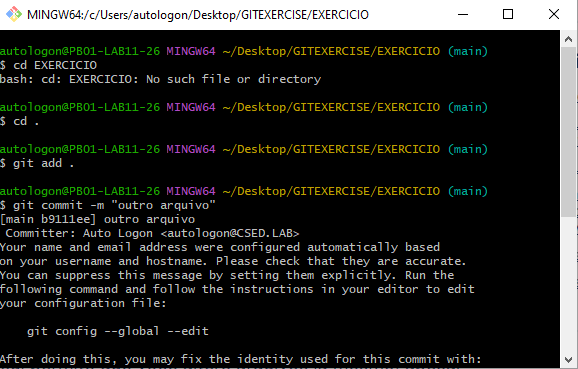 MINGW64:/c/Users/autologon/Desktop/GITEXERCISE/EXERCICIO
autologon@PB01-LAB11-26 MINGW64 ~/Desktop/GITEXERCISE/EXERCICIO (main)
$ cd EXERCICIO
bash: cd: EXERCICIO: No such file or directory
autologon@PB01-LAB11-26 MINGW64 ~/Desktop/GITEXERCISE/EXERCICIO (main)
$ cd .
autologon@PB01-LAB11-26 MINGW64 ~/Desktop/GITEXERCISE/EXERCICIO (main)
$ git add .
autologon@PB01-LAB11-26 MINGW64 ~/Desktop/GITEXERCISE/EXERCICIO (main)
$ git commit -m "outro arquivo"
[main b9111ee] outro arquivo
 Committer: Auto Logon <autologon@CSED.LAB>
Your name and email address were configured automatically based
on your username and hostname. Please check that they are accurate.
You can suppress this message by setting them explicitly. Run the
following command and follow the instructions in your editor to edit
your configuration file:
    git config --global --edit
After doing this, you may fix the identity used for this commit with: